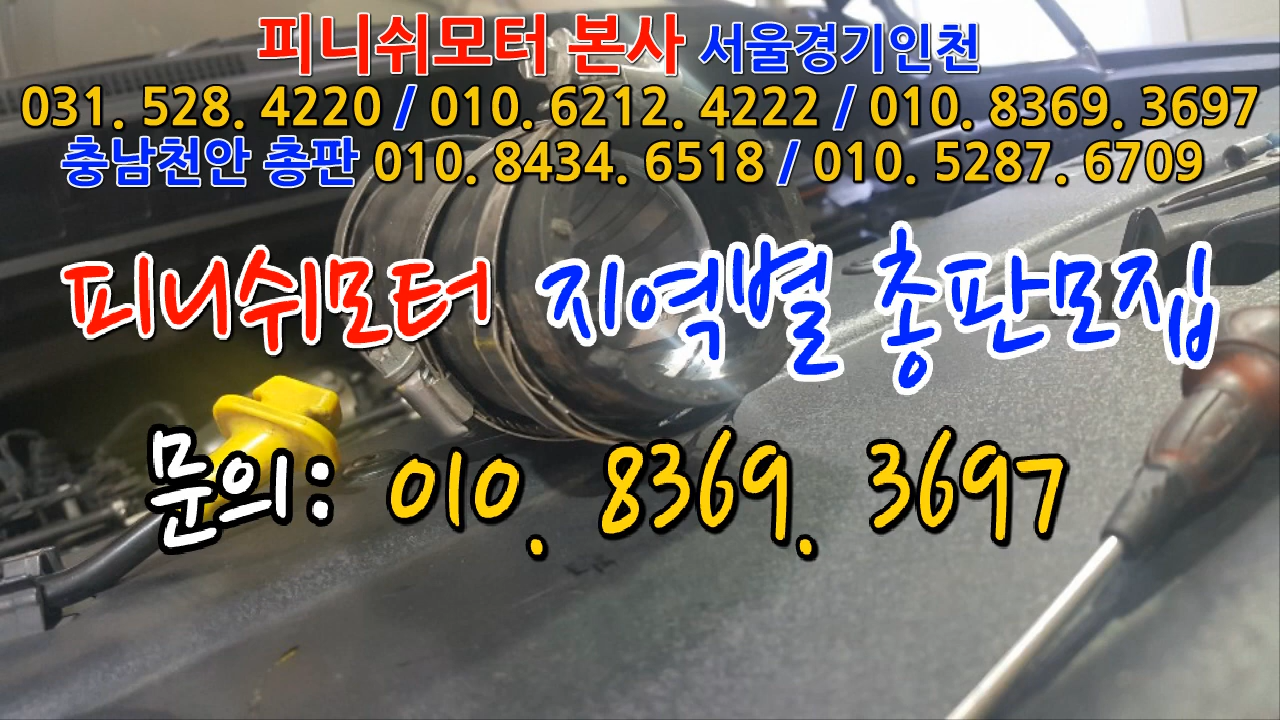 피니쉬모터 본사 서울경기인천
031. 528. 4220 / 010. 6212. 4222 / 010. 8369. 3697
충남천안 총판 010. 8434. 6518 / 010. 5287. 6709
피니쉬모터 지역별 총판모집
문의: 010. 8369. 3697